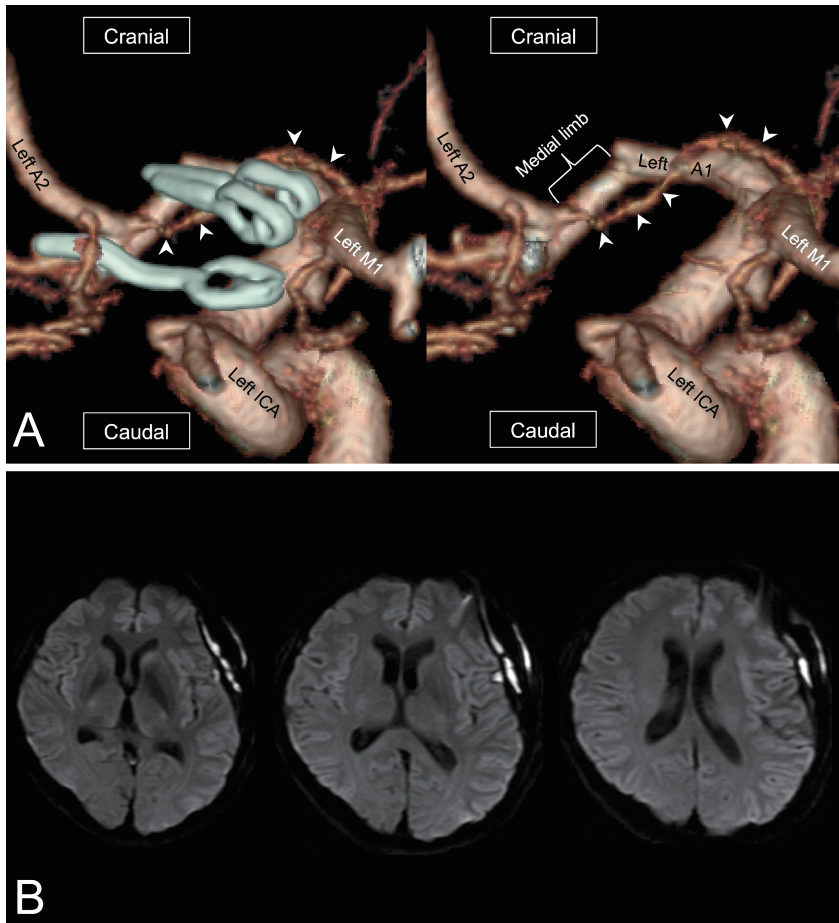 Cranial
Left A2
Left M1
Left ICA
Caudal
A
Cranial
Left A2
Medial limb
Left A1
Left M1
Left ICA
Caudal
B